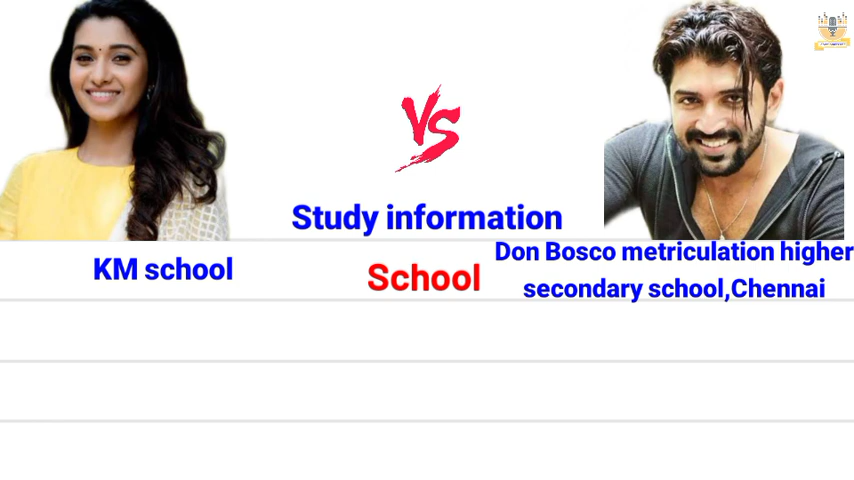 VS
Study information
KM school
School
Don Bosco metriculation higher
secondary school,Chennai